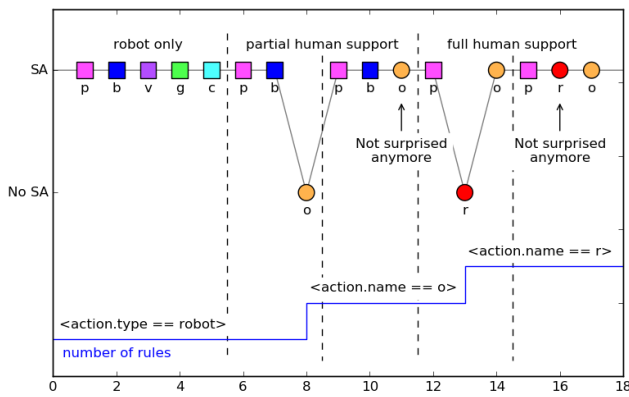 robot only
partial human support
full human support
SA
p b v g c p b p b o p o p r o
Not surprised
anymore
Not surprised
anymore
No SA
o r
<action.name == r>
<action.name == o>
<action.type == robot>
number of rules
0 2 4 6 8 10 12 14 16 18